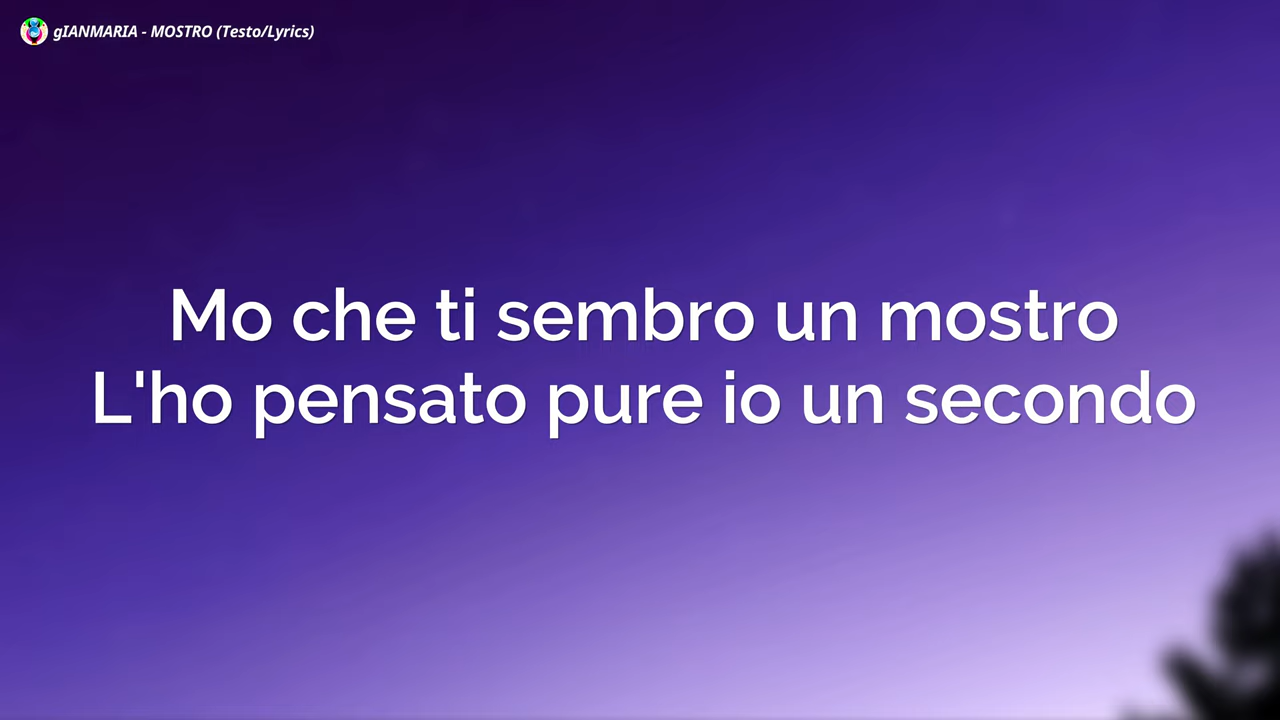 gIANMARIA - MOSTRO (Testo/Lyrics)
Mo che ti sembro un mostro
L'ho pensato pure io un secondo